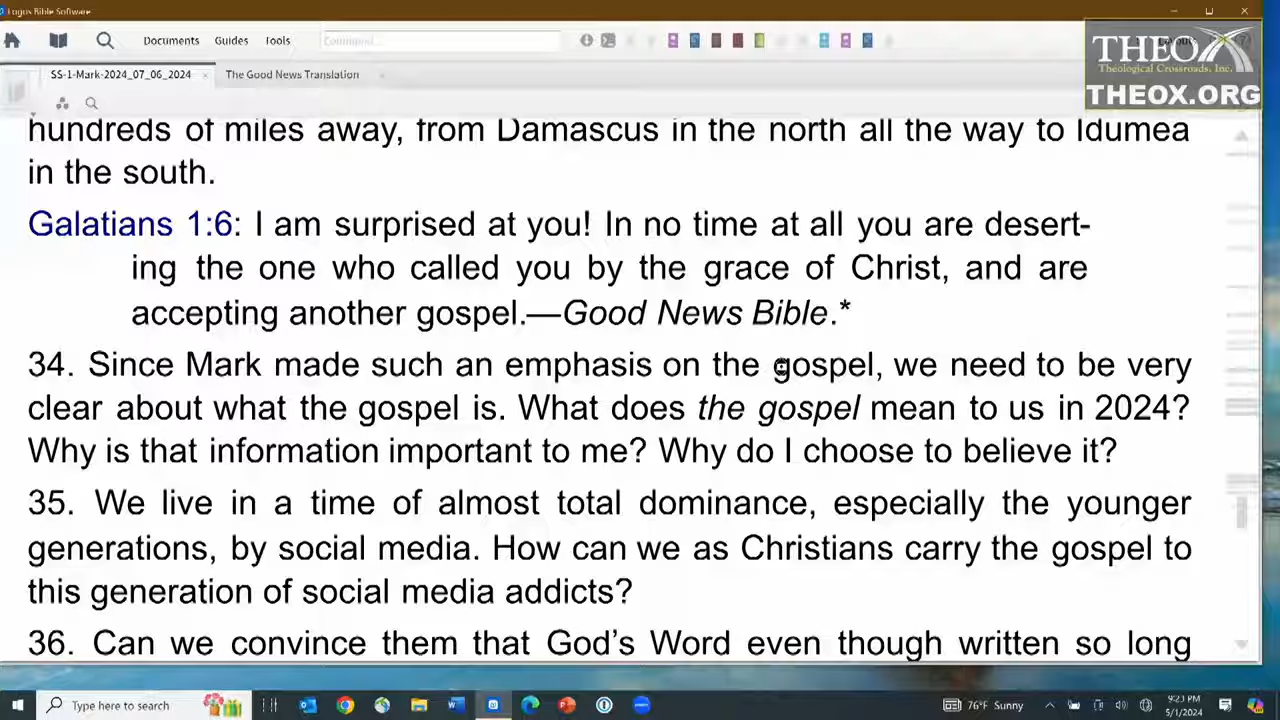 Logos Bible Software
Documents Guides Tools Command...
THEOX
Theological Crossroads, Inc.
THEOX.ORG
SS-1-Mark-2024_07_06_2024 The Good News Translation
hundreds of miles away, from Damascus in the north all the way to Idumea
in the south.
Galatians 1:6: I am surprised at you! In no time at all you are desert-
ing the one who called you by the grace of Christ, and are
accepting another gospel.—Good News Bible.*
34. Since Mark made such an emphasis on the gospel, we need to be very
clear about what the gospel is. What does the gospel mean to us in 2024?
Why is that information important to me? Why do I choose to believe it?
35. We live in a time of almost total dominance, especially the younger
generations, by social media. How can we as Christians carry the gospel to
this generation of social media addicts?
36. Can we convince them that God's Word even though written so long
Type here to search
76°F Sunny
9:23 PM
5/1/2024